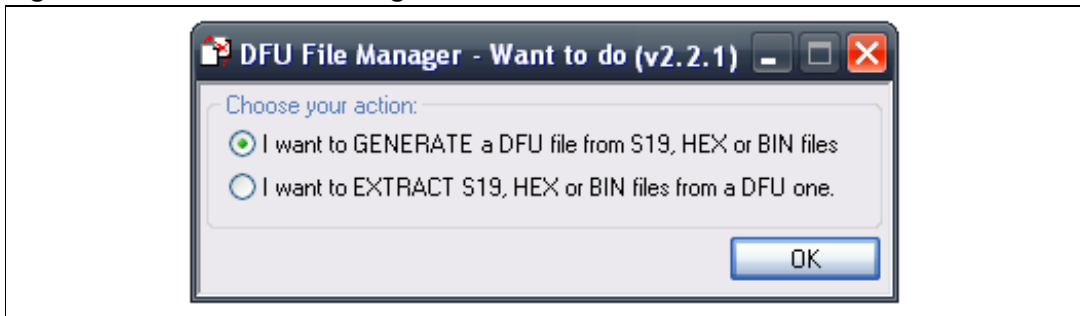 DFU File Manager - Want to do (v2.2.1)
Choose your action:
I want to GENERATE a DFU file from S19, HEX or BIN files
I want to EXTRACT S19, HEX or BIN files from a DFU one.
OK